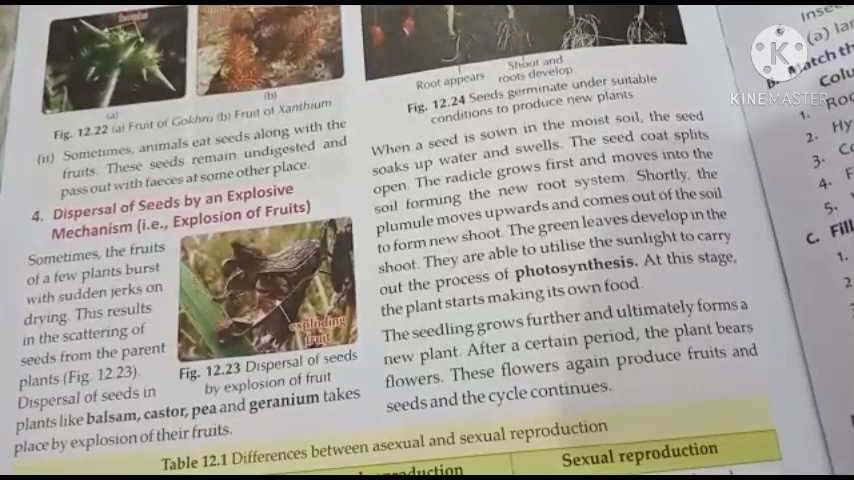 (a)
(b)
Fig. 12.22 (a) Fruit of Gokhru (b) Fruit of Xanthium
(ii) Sometimes, animals eat seeds along with the
fruits. These seeds remain undigested and
pass out with faeces at some other place.
4. Dispersal of Seeds by an Explosive
Mechanism (i.e., Explosion of Fruits)
Sometimes, the fruits
of a few plants burst
with sudden jerks on
drying. This results
in the scattering of
seeds from the parent
plants (Fig. 12.23).
Dispersal of seeds in
plants like balsam, castor, pea and geranium takes
place by explosion of their fruits.
exploding
fruit
Fig. 12.23 Dispersal of seeds
by explosion of fruit
Root appears
Shoot and
roots develop
Fig. 12.24 Seeds germinate under suitable
conditions to produce new plants
When a seed is sown in the moist soil, the seed
soaks up water and swells. The seed coat splits
open. The radicle grows first and moves into the
soil forming the new root system. Shortly, the
plumule moves upwards and comes out of the soil
to form new shoot. The green leaves develop in the
shoot. They are able to utilise the sunlight to carry
out the process of photosynthesis. At this stage,
the plant starts making its own food.
The seedling grows further and ultimately forms a
new plant. After a certain period, the plant bears
flowers. These flowers again produce fruits and
seeds and the cycle continues.
Table 12.1 Differences between asexual and sexual reproduction
Sexual reproduction
(a)
B. Match th
Colu
1.
2. Hy
3.
4. F
5.
C. Fill
1.
2
KINEMASTER